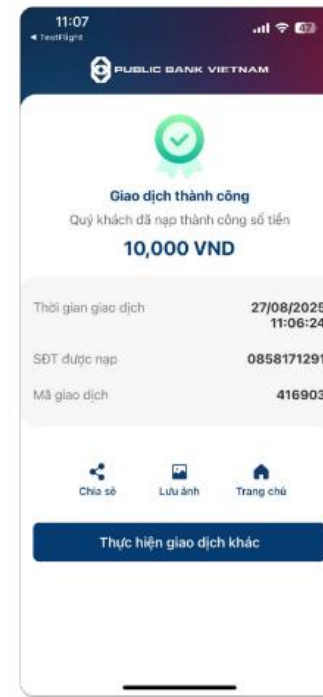 11:07
47
◀ TestFlight
PUBLIC BANK VIETNAM
Giao dịch thành công
Quý khách đã nạp thành công số tiền
10,000 VND
Thời gian giao dịch 27/08/2025
11:06:24
SĐT được nạp 0858171291
Mã giao dịch 416903
Chia sẻ Lưu ảnh Trang chủ
Thực hiện giao dịch khác